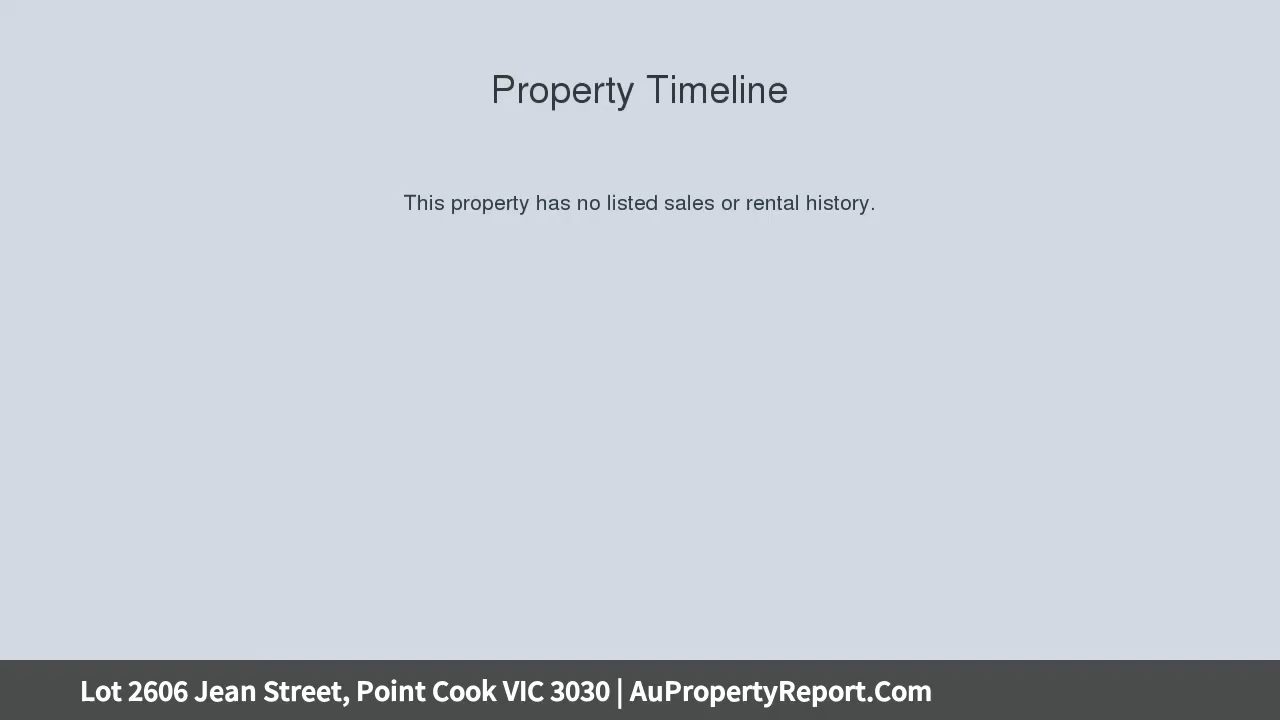 Property Timeline
This property has no listed sales or rental history.
Lot 2606 Jean Street, Point Cook VIC 3030 | AuPropertyReport.Com